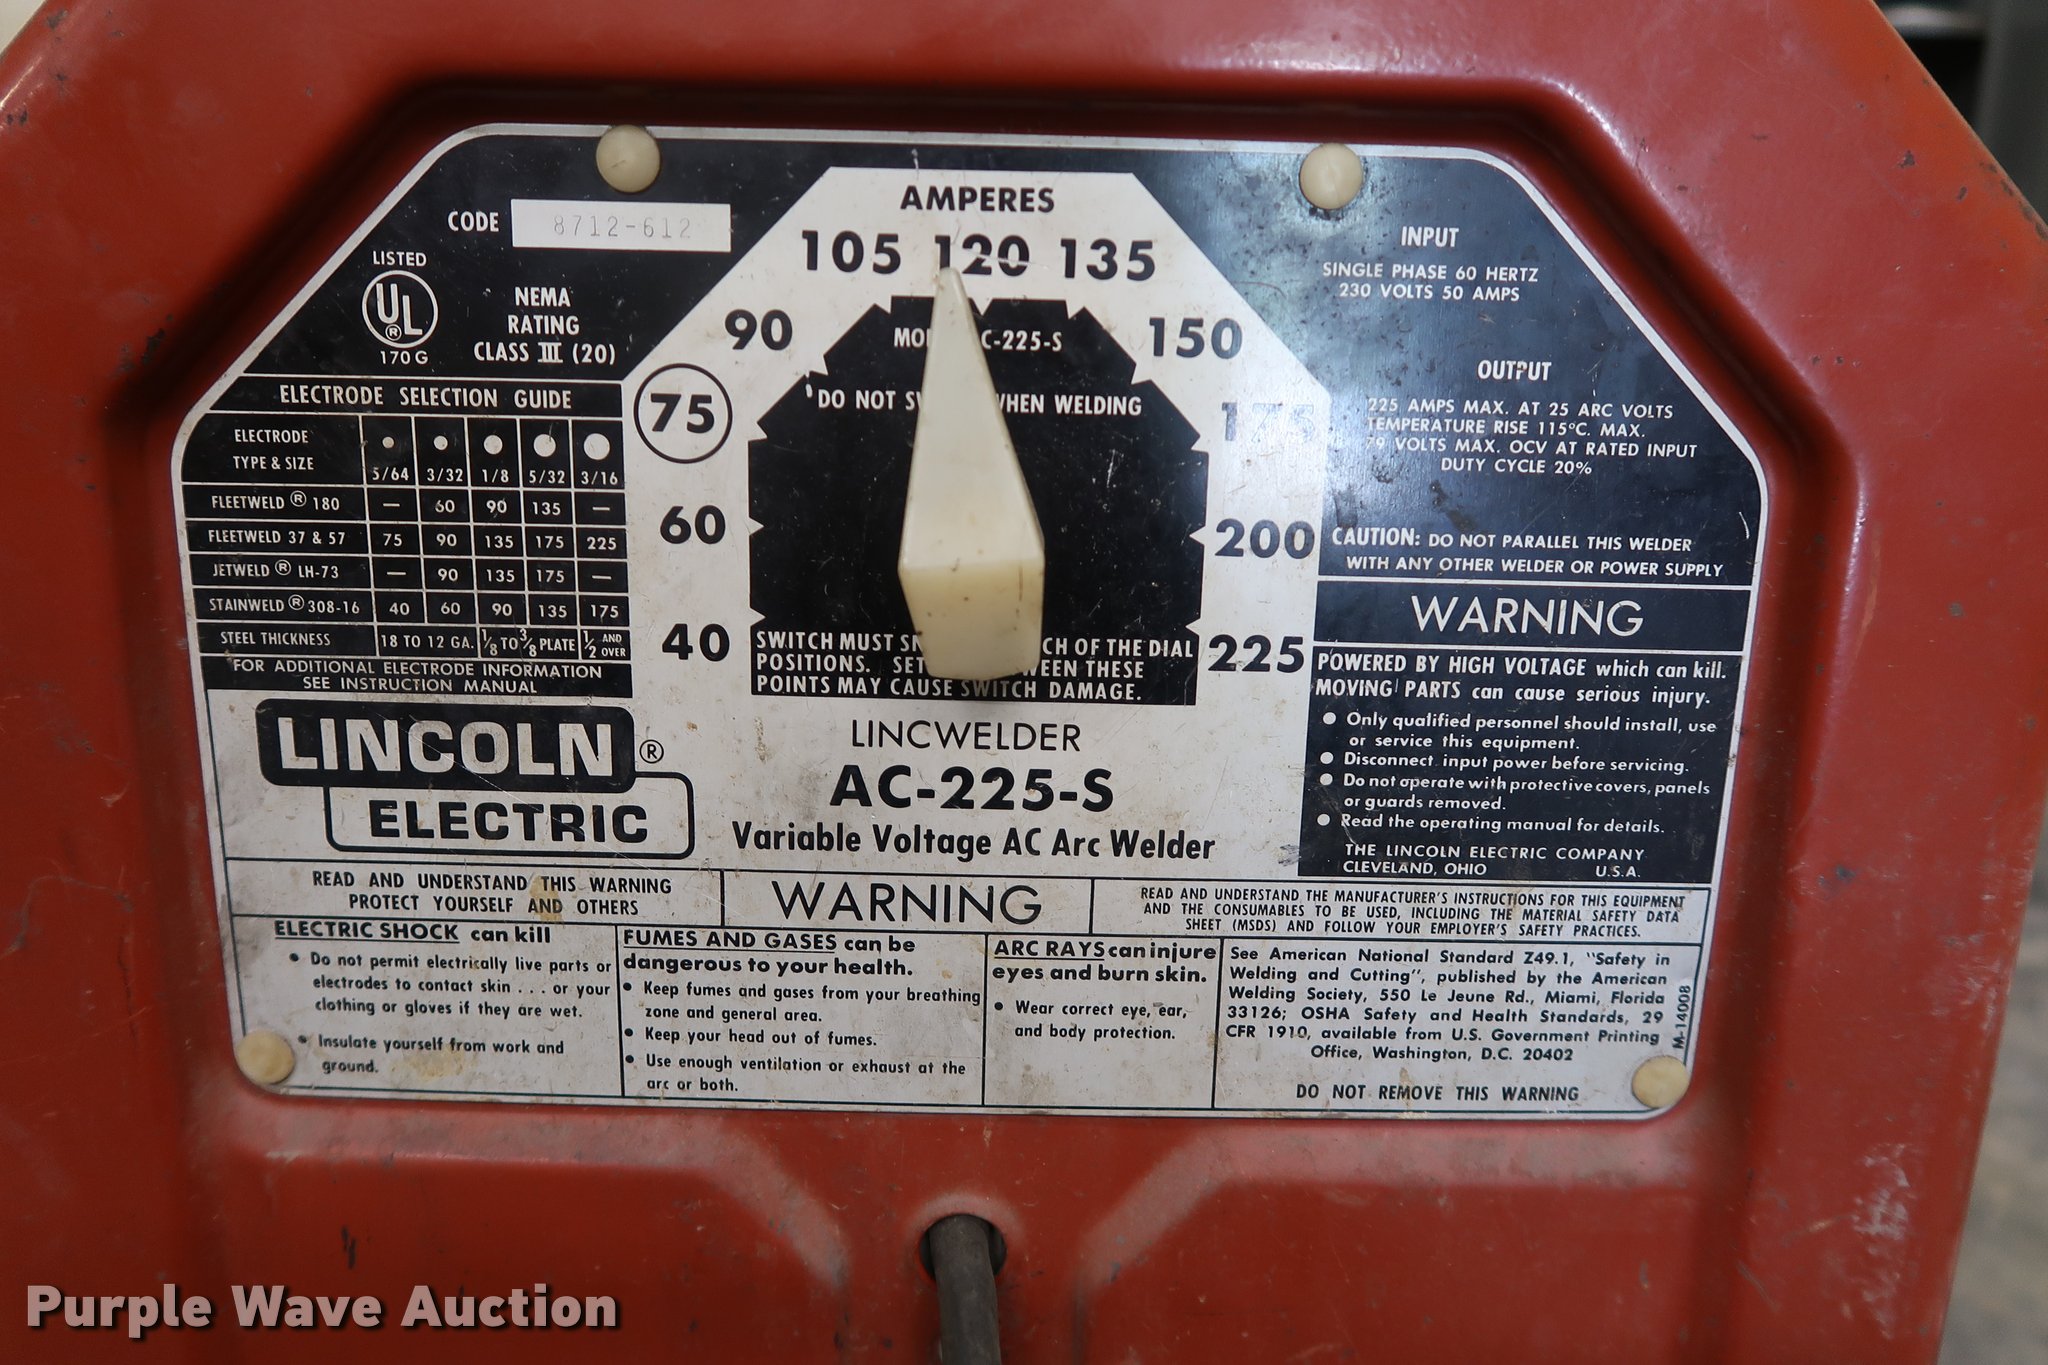 CODE 8712-612
LISTED
UL ®
170 G
NEMA
RATING
CLASS III (20)
ELECTRODE SELECTION GUIDE
ELECTRODE
TYPE & SIZE 5/64 3/32 1/8 5/32 3/16
FLEETWELD ® 180 — 60 90 135 —
FLEETWELD 37 & 57 75 90 135 175 225
JETWELD ® LH-73 — 90 135 175 —
STAINWELD ® 308-16 40 60 90 135 175
STEEL THICKNESS 18 TO 12 GA. 1/8 TO 3/8 PLATE 1/2 AND OVER
FOR ADDITIONAL ELECTRODE INFORMATION
SEE INSTRUCTION MANUAL
AMPERES
40 60 75 90 105 120 135 150 175 200 225
C-225-S
DO NOT WHEN WELDING
SWITCH MUST OF THE DIAL
POSITIONS. THESE
POINTS MAY CAUSE SWITCH DAMAGE.
INPUT
SINGLE PHASE 60 HERTZ
230 VOLTS 50 AMPS
OUTPUT
225 AMPS MAX. AT 25 ARC VOLTS
TEMPERATURE RISE 115°C. MAX.
79 VOLTS MAX. OCV AT RATED INPUT
DUTY CYCLE 20%
CAUTION: DO NOT PARALLEL THIS WELDER
WITH ANY OTHER WELDER OR POWER SUPPLY
WARNING
POWERED BY HIGH VOLTAGE which can kill.
MOVING PARTS can cause serious injury.
● Only qualified personnel should install, use
or service this equipment.
● Disconnect input power before servicing.
● Do not operate with protective covers, panels
or guards removed.
● Read the operating manual for details.
THE LINCOLN ELECTRIC COMPANY
CLEVELAND, OHIO U.S.A.
LINCOLN ®
ELECTRIC
LINCWELDER
AC-225-S
Variable Voltage AC Arc Welder
READ AND UNDERSTAND THIS WARNING
PROTECT YOURSELF AND OTHERS
WARNING
READ AND UNDERSTAND THE MANUFACTURER'S INSTRUCTIONS FOR THIS EQUIPMENT
AND THE CONSUMABLES TO BE USED, INCLUDING THE MATERIAL SAFETY DATA
SHEET (MSDS) AND FOLLOW YOUR EMPLOYER'S SAFETY PRACTICES.
ELECTRIC SHOCK can kill
● Do not permit electrically live parts or
electrodes to contact skin . . . or your
clothing or gloves if they are wet.
● Insulate yourself from work and
ground.
FUMES AND GASES can be
dangerous to your health.
● Keep fumes and gases from your breathing
zone and general area.
● Keep your head out of fumes.
● Use enough ventilation or exhaust at the
arc or both.
ARC RAYS can injure
eyes and burn skin.
● Wear correct eye, ear,
and body protection.
See American National Standard Z49.1, "Safety in
Welding and Cutting", published by the American
Welding Society, 550 Le Jeune Rd., Miami, Florida
33126; OSHA Safety and Health Standards, 29
CFR 1910, available from U.S. Government Printing
Office, Washington, D.C. 20402
DO NOT REMOVE THIS WARNING
M-14008
Purple Wave Auction